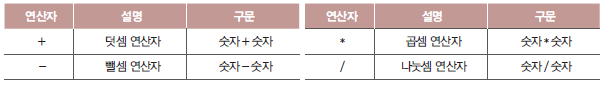 연산자 설명 구문 연산자 설명 구문
+ 덧셈 연산자 숫자+숫자 * 곱셈 연산자 숫자*숫자
– 뺄셈 연산자 숫자–숫자 / 나눗셈 연산자 숫자/숫자